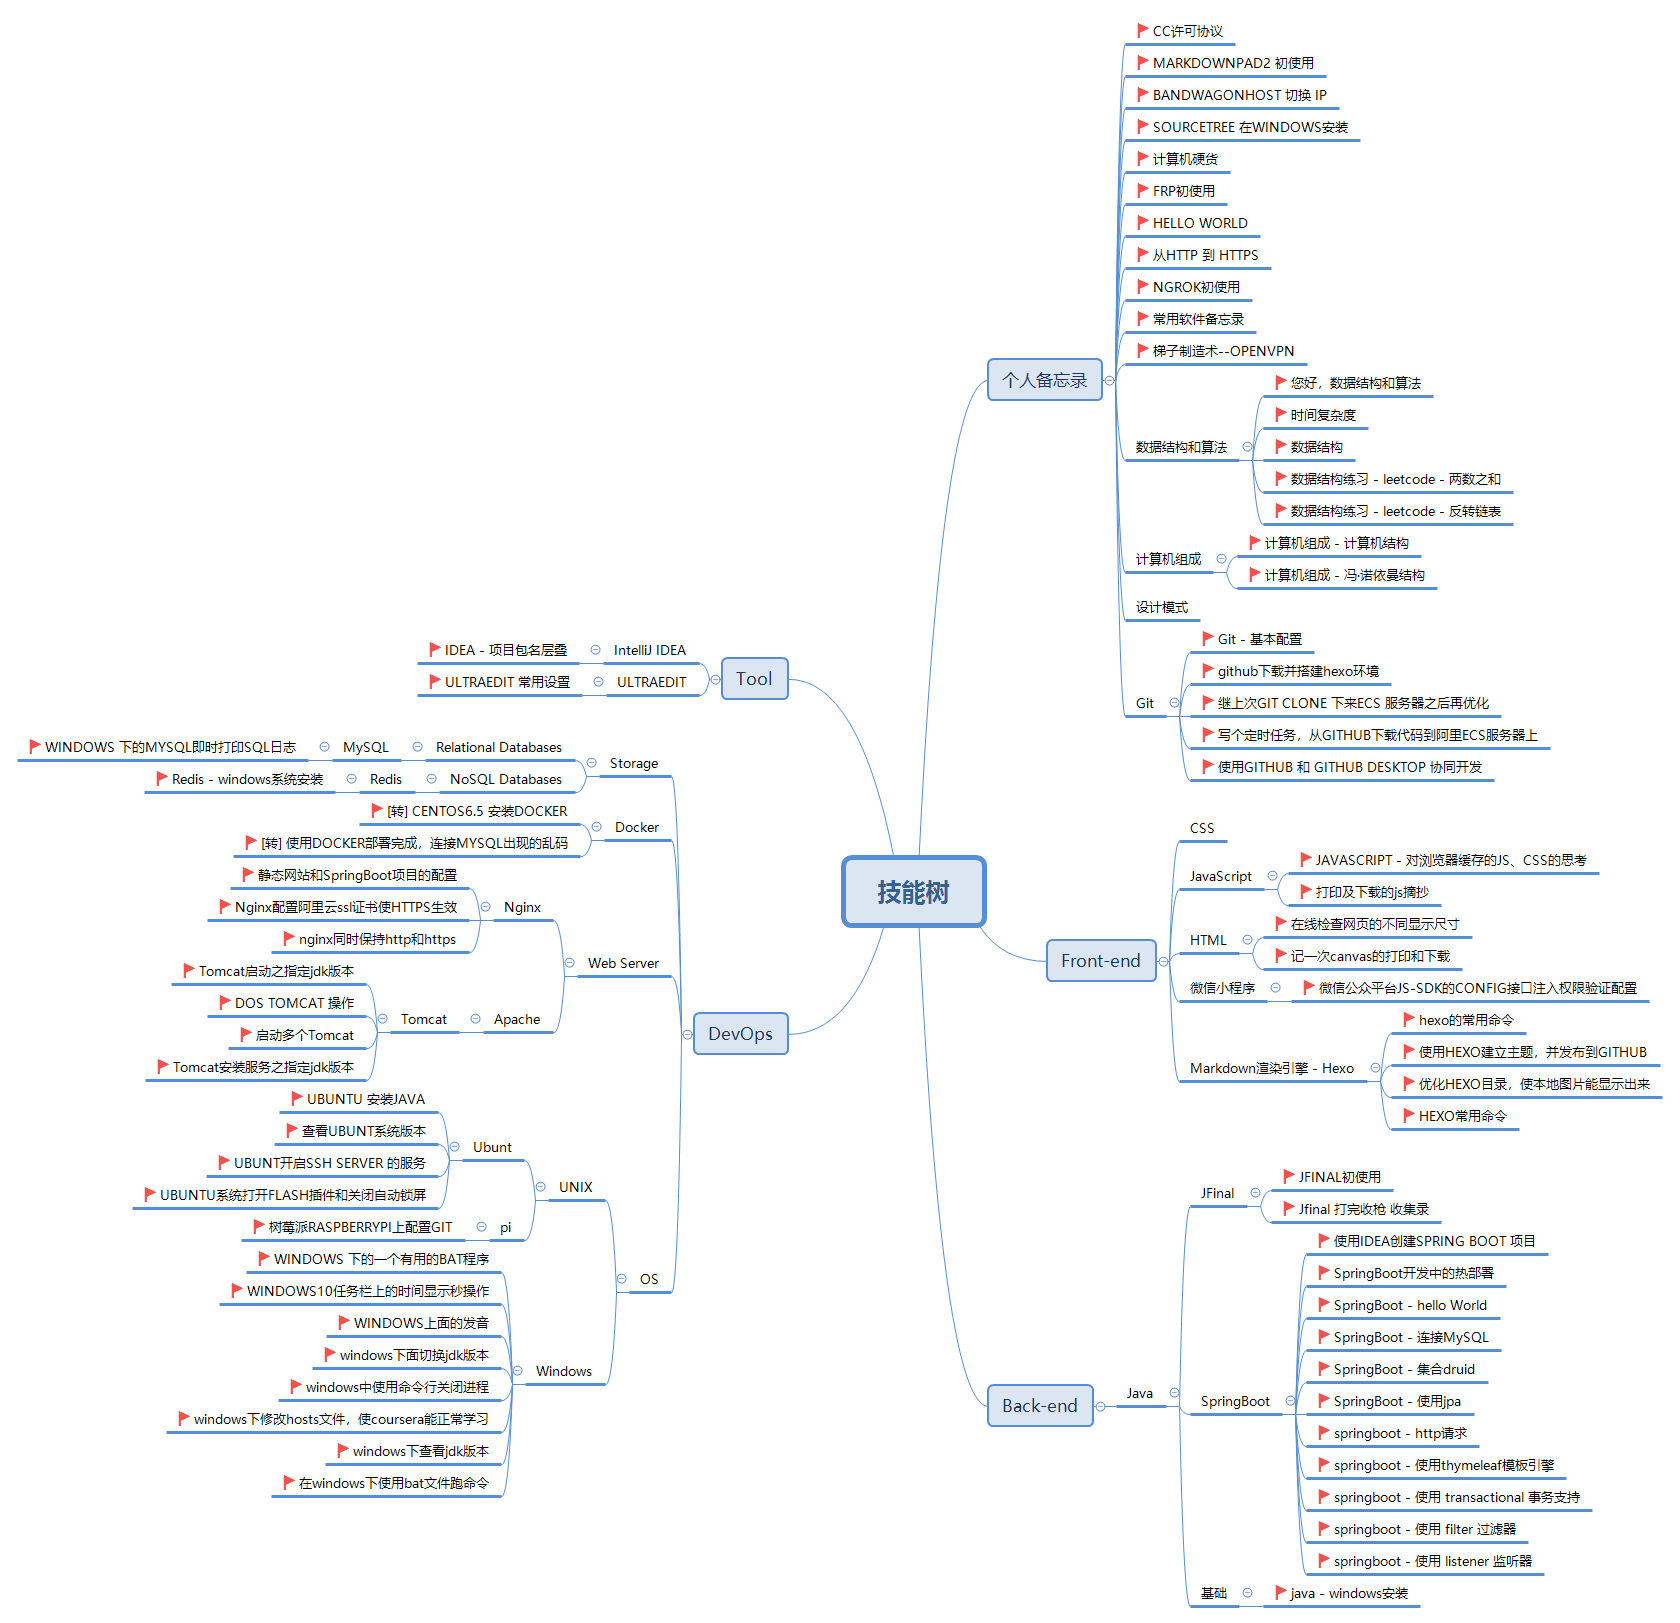 技能树
个人备忘录
CC许可协议
MARKDOWNPAD2 初使用
BANDWAGONHOST 切换 IP
SOURCETREE 在WINDOWS安装
计算机硬货
FRP初使用
HELLO WORLD
从HTTP 到 HTTPS
NGROK初使用
常用软件备忘录
梯子制造术--OPENVPN
数据结构和算法
您好，数据结构和算法
时间复杂度
数据结构
数据结构练习 - leetcode - 两数之和
数据结构练习 - leetcode - 反转链表
计算机组成
计算机组成 - 计算机结构
计算机组成 - 冯·诺依曼结构
设计模式
Git
Git - 基本配置
github下载并搭建hexo环境
继上次GIT CLONE 下来ECS 服务器之后再优化
写个定时任务，从GITHUB下载代码到阿里ECS服务器上
使用GITHUB 和 GITHUB DESKTOP 协同开发
Front-end
CSS
JavaScript
JAVASCRIPT - 对浏览器缓存的JS、CSS的思考
打印及下载的js摘抄
HTML
在线检查网页的不同显示尺寸
记一次canvas的打印和下载
微信小程序
微信公众平台JS-SDK的CONFIG接口注入权限验证配置
Markdown渲染引擎 - Hexo
hexo的常用命令
使用HEXO建立主题，并发布到GITHUB
优化HEXO目录，使本地图片能显示出来
HEXO常用命令
Back-end
Java
JFinal
JFINAL初使用
Jfinal 打完收枪 收集录
SpringBoot
使用IDEA创建SPRING BOOT 项目
SpringBoot开发中的热部署
SpringBoot - hello World
SpringBoot - 连接MySQL
SpringBoot - 集合druid
SpringBoot - 使用jpa
springboot - http请求
springboot - 使用thymeleaf模板引擎
springboot - 使用 transactional 事务支持
springboot - 使用 filter 过滤器
springboot - 使用 listener 监听器
基础
java - windows安装
Tool
IntelliJ IDEA
IDEA - 项目包名层叠
ULTRAEDIT
ULTRAEDIT 常用设置
DevOps
Storage
Relational Databases
MySQL
WINDOWS 下的MYSQL即时打印SQL日志
NoSQL Databases
Redis
Redis - windows系统安装
Docker
[转] CENTOS6.5 安装DOCKER
[转] 使用DOCKER部署完成，连接MYSQL出现的乱码
Web Server
Nginx
静态网站和SpringBoot项目的配置
Nginx配置阿里云ssl证书使HTTPS生效
nginx同时保持http和https
Apache
Tomcat
Tomcat启动之指定jdk版本
DOS TOMCAT 操作
启动多个Tomcat
Tomcat安装服务之指定jdk版本
OS
UNIX
Ubunt
UBUNTU 安装JAVA
查看UBUNT系统版本
UBUNT开启SSH SERVER 的服务
UBUNTU系统打开FLASH插件和关闭自动锁屏
pi
树莓派RASPBERRYPI上配置GIT
Windows
WINDOWS 下的一个有用的BAT程序
WINDOWS10任务栏上的时间显示秒操作
WINDOWS上面的发音
windows下面切换jdk版本
windows中使用命令行关闭进程
windows下修改hosts文件，使coursera能正常学习
windows下查看jdk版本
在windows下使用bat文件跑命令